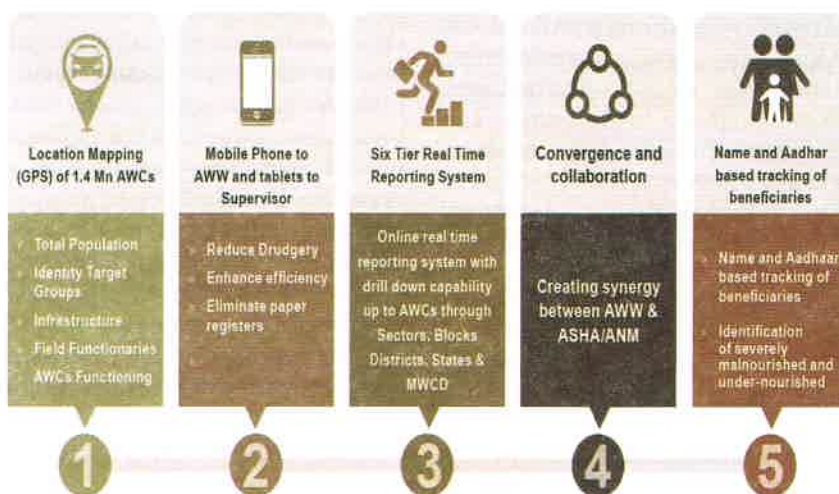 Location Mapping
(GPS) of 1.4 Mn AWCs
Total Population
Identity Target
Groups
Infrastructure
Field Functionaries
AWCs Functioning
1
Mobile Phone to
AWW and tablets to
Supervisor
Reduce Drudgery
Enhance efficiency
Eliminate paper
registers
2
Six Tier Real Time
Reporting System
Online real time
reporting system with
drill down capability
up to AWCs through
Sectors, Blocks
Districts, States &
MWCD
3
Convergence and
collaboration
Creating synergy
between AWW &
ASHA/ANM
4
Name and Aadhar
based tracking of
beneficiaries
Name and Aadhaar
based tracking of
beneficiaries
Identification
of severely
malnourished and
under-nourished
5